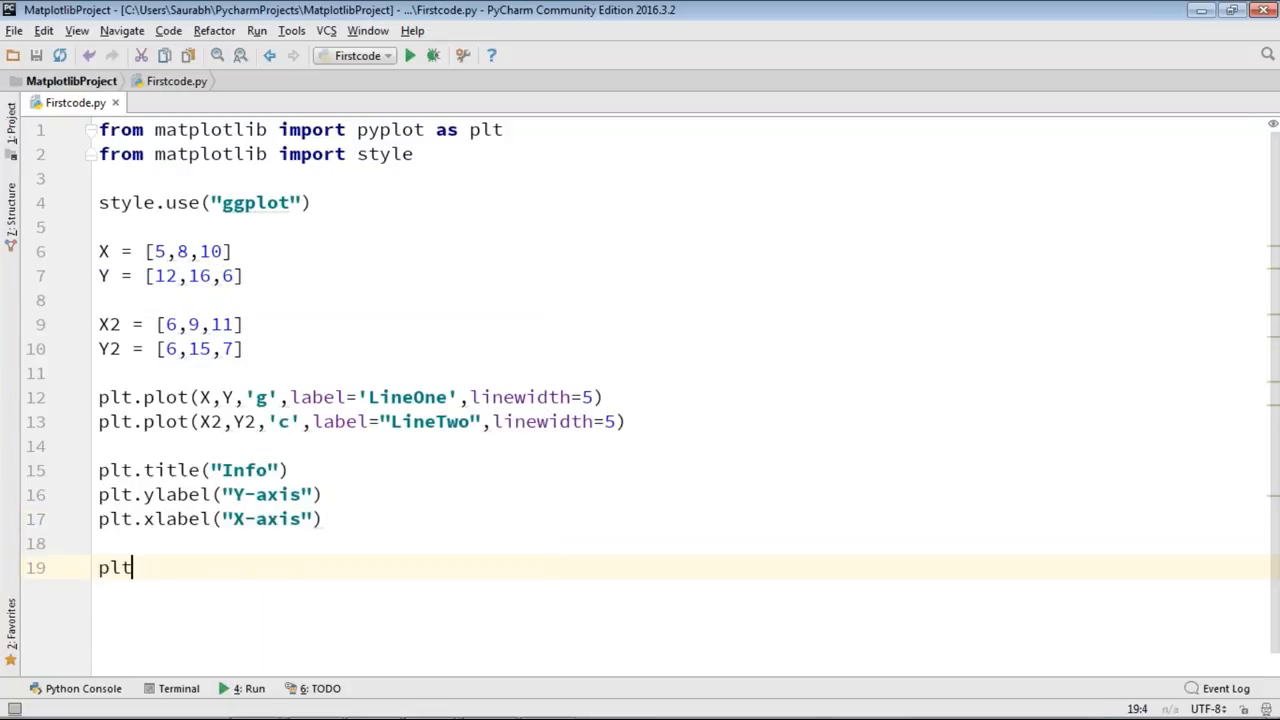 MatplotlibProject - [C:\Users\Saurabh\PycharmProjects\MatplotlibProject] - ...\Firstcode.py - PyCharm Community Edition 2016.3.2
File Edit View Navigate Code Refactor Run Tools VCS Window Help
Firstcode
MatplotlibProject Firstcode.py
Firstcode.py
1: Project
Z: Structure
2: Favorites
1 from matplotlib import pyplot as plt
2 from matplotlib import style
3
4 style.use("ggplot")
5
6 X = [5,8,10]
7 Y = [12,16,6]
8
9 X2 = [6,9,11]
10 Y2 = [6,15,7]
11
12 plt.plot(X,Y,'g',label='LineOne',linewidth=5)
13 plt.plot(X2,Y2,'c',label="LineTwo",linewidth=5)
14
15 plt.title("Info")
16 plt.ylabel("Y-axis")
17 plt.xlabel("X-axis")
18
19 plt
Python Console Terminal 4: Run 6: TODO Event Log
19:4 n/a UTF-8